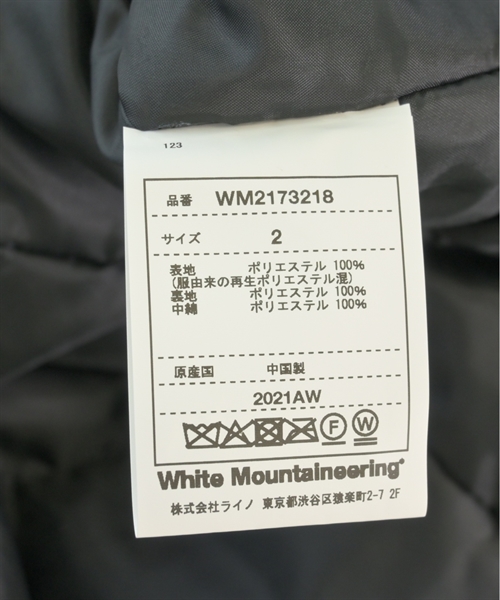 123
品番 WM2173218
サイズ 2
表地 ポリエステル 100%
(服由来の再生ポリエステル混)
裏地 ポリエステル 100%
中綿 ポリエステル 100%
原産国 中国製
2021AW
F W
White Mountaineering®
株式会社ライノ 東京都渋谷区猿楽町2-7 2F